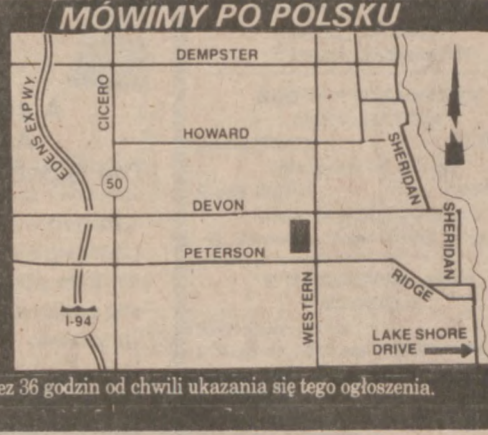 MÓWIMY PO POLSKU
DEMPSTER
EDENS EXPWY.
CICERO
HOWARD
SHERIDAN
N
50
DEVON
SHERIDAN
PETERSON
RIDGE
WESTERN
I-94
LAKE SHORE
DRIVE
36 godzin od chwili ukazania się tego ogłoszenia.